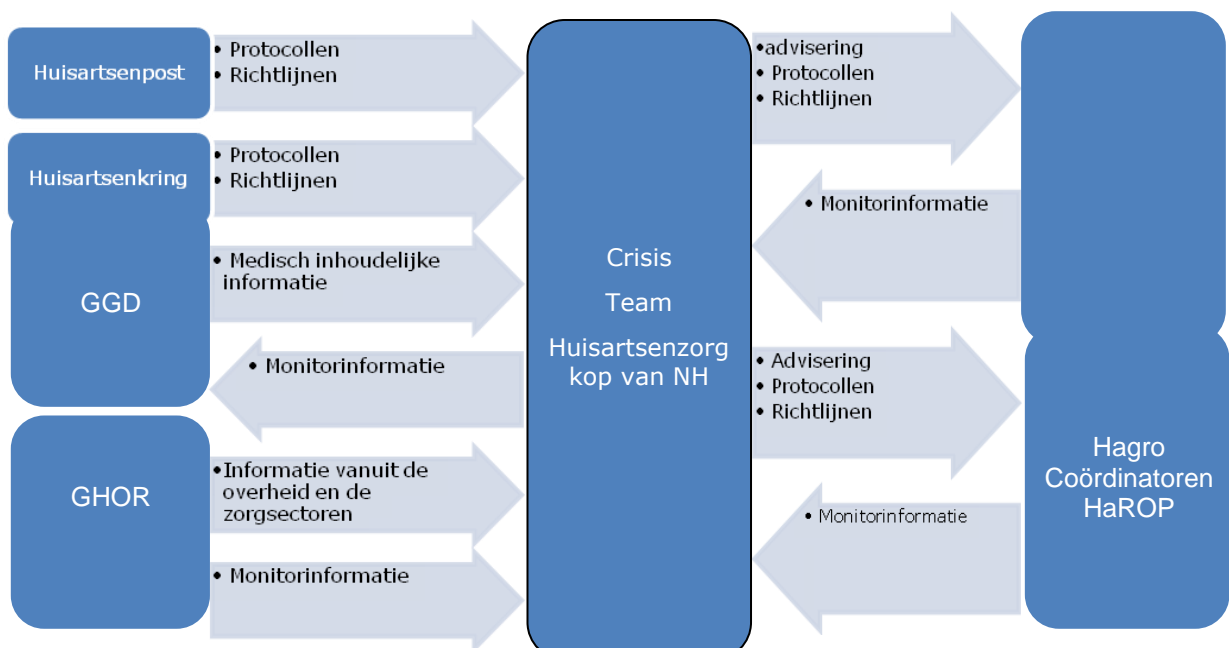 Huisartsenpost
• Protocollen
• Richtlijnen
Huisartsenkring
• Protocollen
• Richtlijnen
GGD
• Medisch inhoudelijke
informatie
• Monitorinformatie
GHOR
•Informatie vanuit de
overheid en de
zorgsectoren
• Monitorinformatie
Crisis
Team
Huisartsenzorg
kop van NH
•advisering
• Protocollen
• Richtlijnen
• Monitorinformatie
• Advisering
• Protocollen
• Richtlijnen
• Monitorinformatie
Hagro
Coördinatoren
HaROP